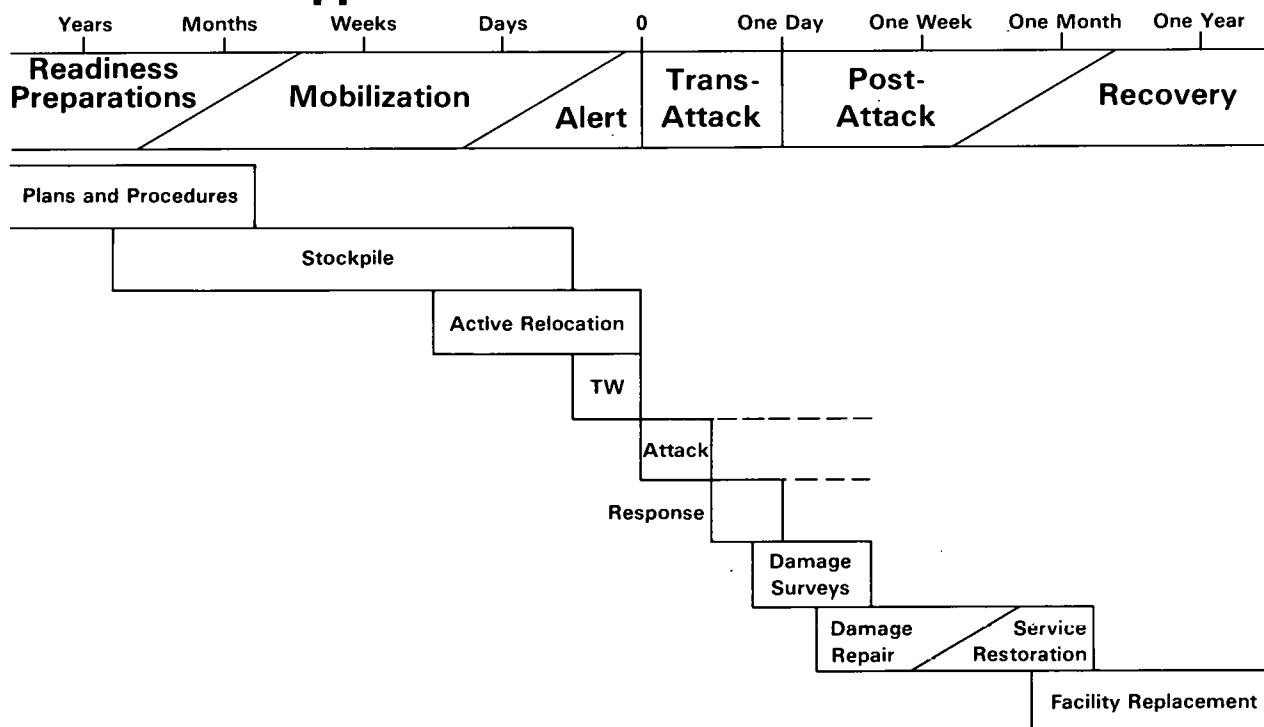 Years Months Weeks Days 0 One Day One Week One Month One Year
Readiness
Preparations
Mobilization
Alert
Trans-
Attack
Post-
Attack
Recovery
Plans and Procedures
Stockpile
Active Relocation
TW
Attack
Response
Damage
Surveys
Damage
Repair
Service
Restoration
Facility Replacement